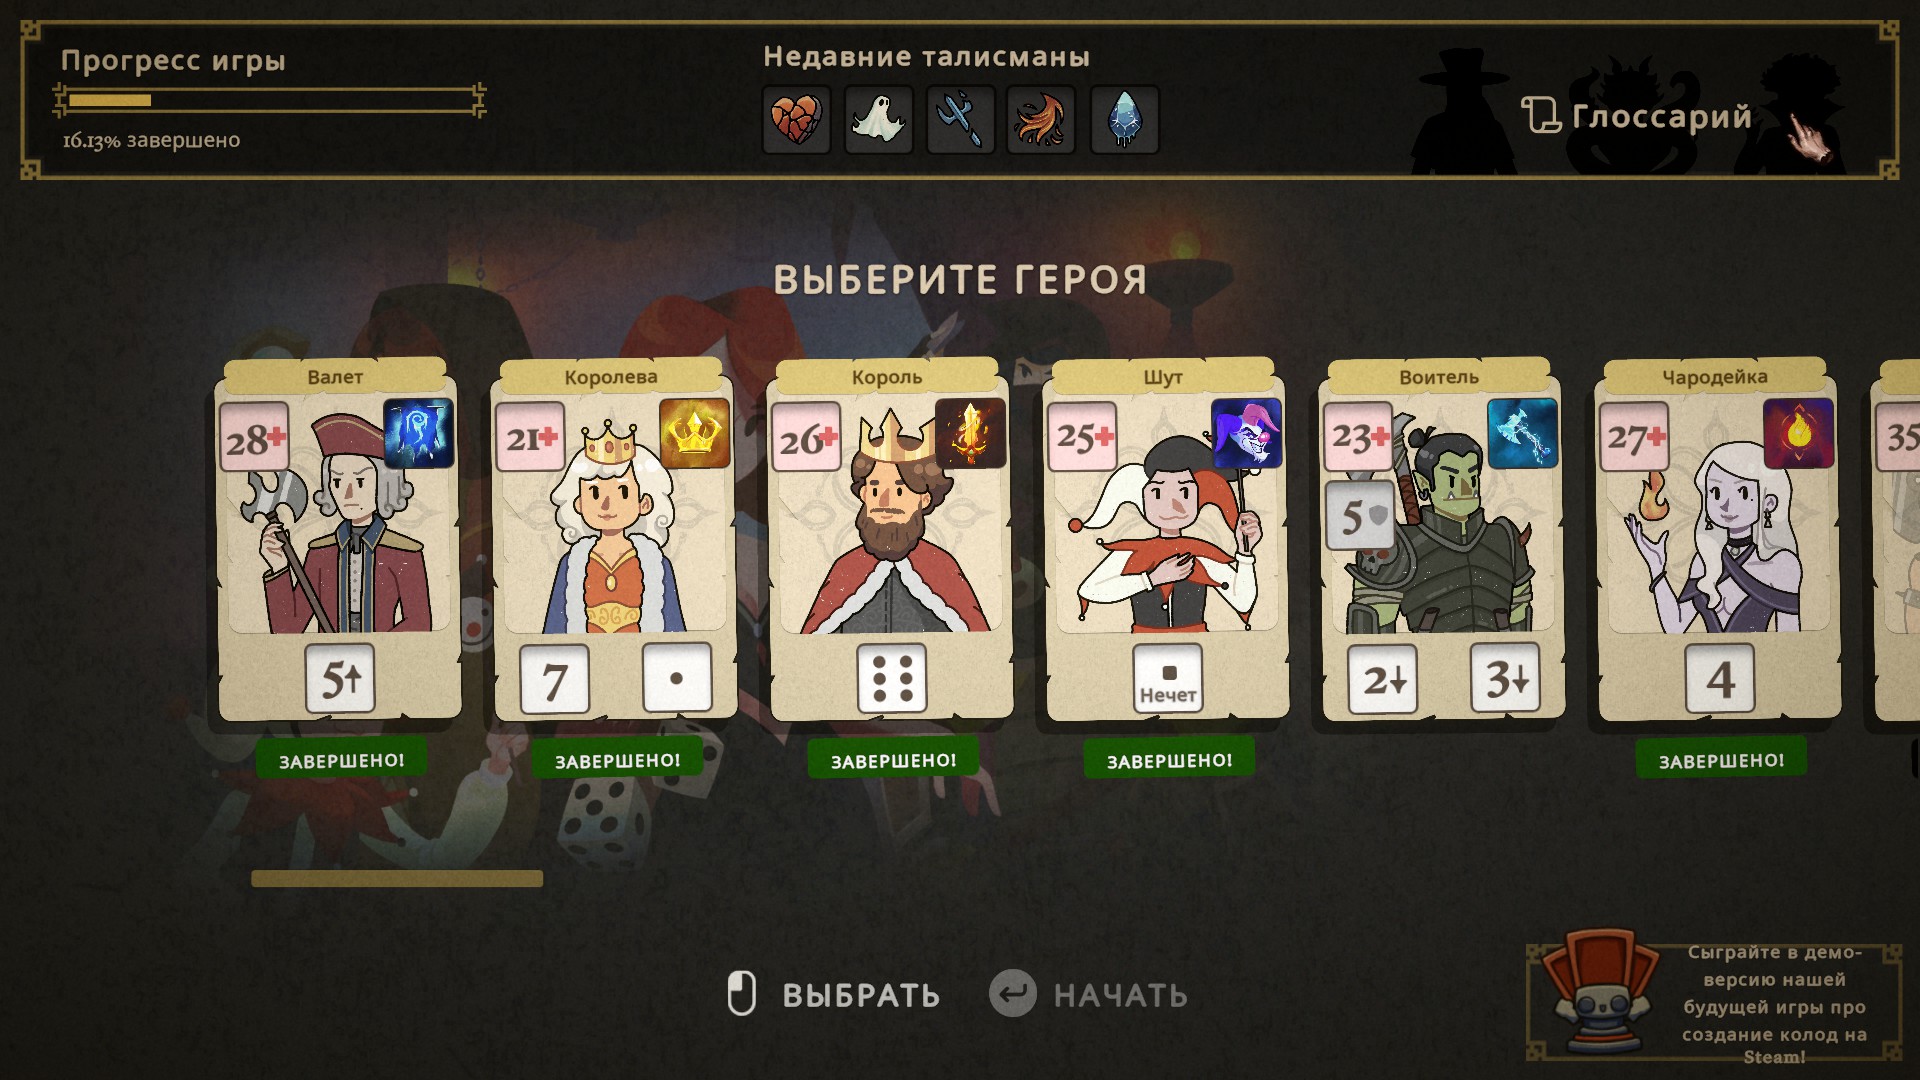 Прогресс игры
16.13% завершено
Недавние талисманы
Глоссарий
ВЫБЕРИТЕ ГЕРОЯ
Валет
28+
5↑
ЗАВЕРШЕНО!
Королева
21+
7
ЗАВЕРШЕНО!
Король
26+
ЗАВЕРШЕНО!
Шут
25+
Нечет
ЗАВЕРШЕНО!
Воитель
23+
5
2↓ 3↓
Чародейка
27+
4
ЗАВЕРШЕНО!
35
ВЫБРАТЬ
НАЧАТЬ
Сыграйте в демо-
версию нашей
будущей игры про
создание колод на
Steam!